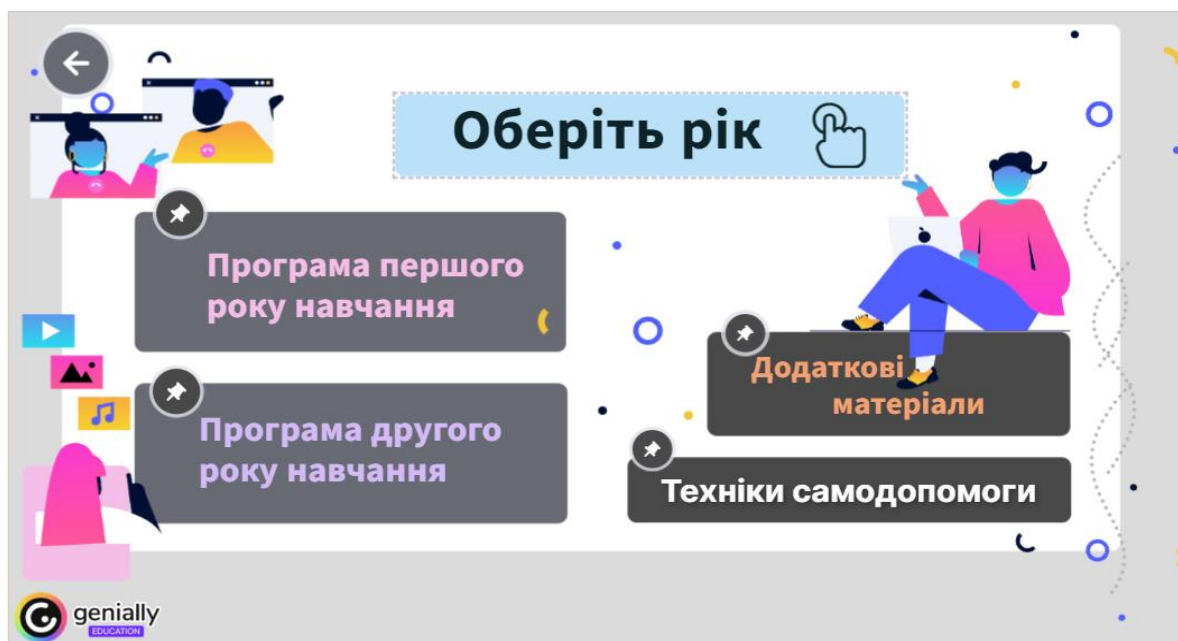 Оберіть рік
Програма першого
року навчання
Програма другого
року навчання
Додаткові
матеріали
Техніки самодопомоги
genially
EDUCATION